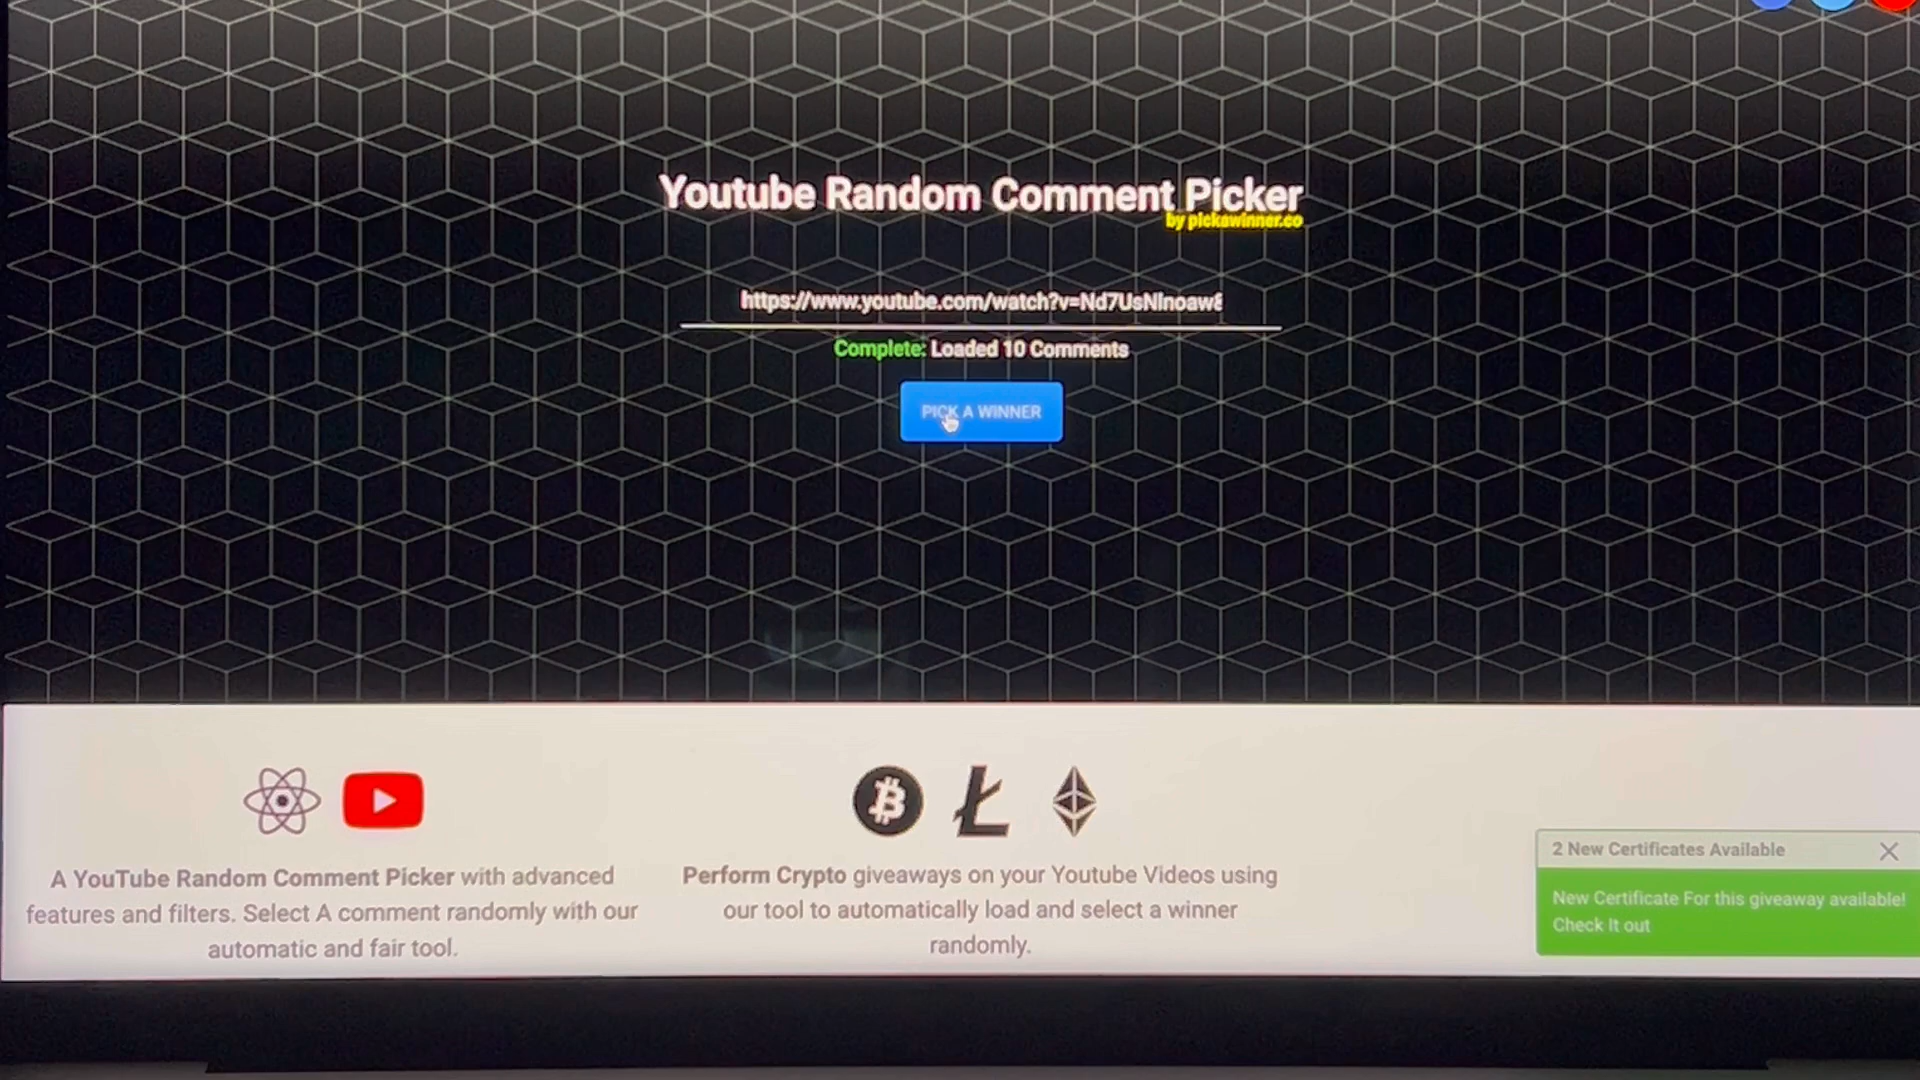 Youtube Random Comment Picker
by pickawinner.co
https://www.youtube.com/watch?v=Nd7UsNlnoaw&
Complete: Loaded 10 Comments
PICK A WINNER
A YouTube Random Comment Picker with advanced
features and filters. Select A comment randomly with our
automatic and fair tool.
Perform Crypto giveaways on your Youtube Videos using
our tool to automatically load and select a winner
randomly.
2 New Certificates Available
New Certificate For this giveaway available!
Check It out